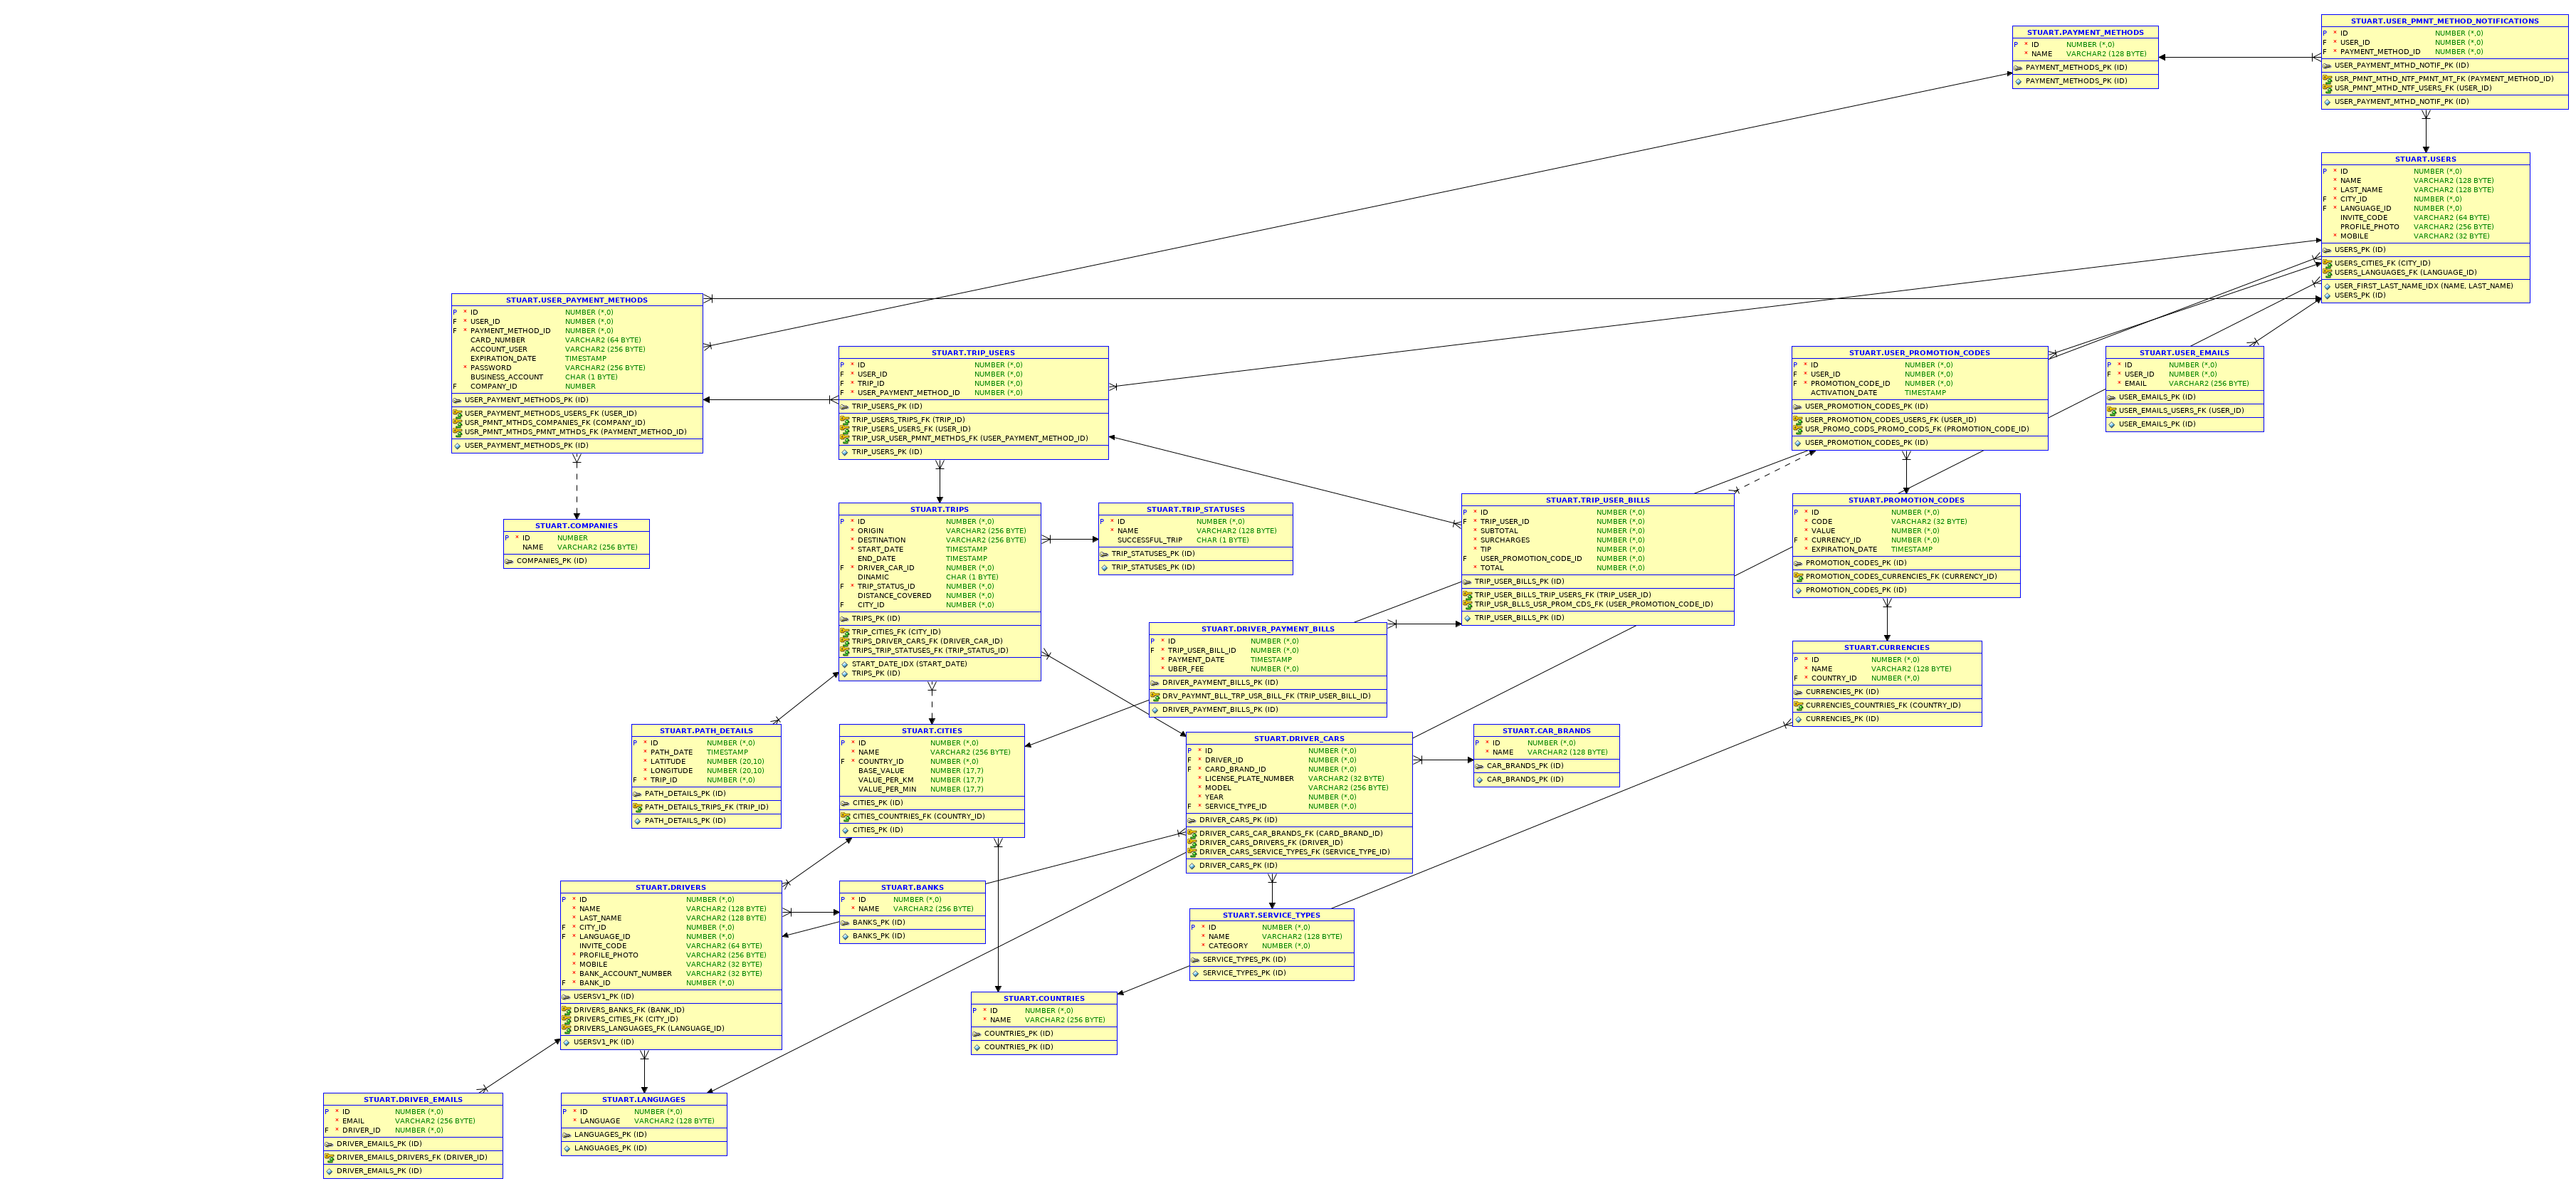 STUART.USER_PMNT_METHOD_NOTIFICATIONS
P * ID NUMBER (*,0)
F * USER_ID NUMBER (*,0)
F * PAYMENT_METHOD_ID NUMBER (*,0)
USER_PAYMENT_MTHD_NOTIF_PK (ID)
USR_PMNT_MTHD_NTF_PMNT_MT_FK (PAYMENT_METHOD_ID)
USR_PMNT_MTHD_NTF_USERS_FK (USER_ID)
USER_PAYMENT_MTHD_NOTIF_PK (ID)
STUART.PAYMENT_METHODS
P * ID NUMBER (*,0)
* NAME VARCHAR2 (128 BYTE)
PAYMENT_METHODS_PK (ID)
PAYMENT_METHODS_PK (ID)
STUART.USERS
P * ID NUMBER (*,0)
* NAME VARCHAR2 (128 BYTE)
* LAST_NAME VARCHAR2 (128 BYTE)
F * CITY_ID NUMBER (*,0)
F * LANGUAGE_ID NUMBER (*,0)
INVITE_CODE VARCHAR2 (64 BYTE)
PROFILE_PHOTO VARCHAR2 (256 BYTE)
* MOBILE VARCHAR2 (32 BYTE)
USERS_PK (ID)
USERS_CITIES_FK (CITY_ID)
USERS_LANGUAGES_FK (LANGUAGE_ID)
USER_FIRST_LAST_NAME_IDX (NAME, LAST_NAME)
USERS_PK (ID)
STUART.USER_PAYMENT_METHODS
P * ID NUMBER (*,0)
F * USER_ID NUMBER (*,0)
F * PAYMENT_METHOD_ID NUMBER (*,0)
CARD_NUMBER VARCHAR2 (64 BYTE)
ACCOUNT_USER VARCHAR2 (256 BYTE)
EXPIRATION_DATE TIMESTAMP
* PASSWORD VARCHAR2 (256 BYTE)
BUSINESS_ACCOUNT CHAR (1 BYTE)
F COMPANY_ID NUMBER
USER_PAYMENT_METHODS_PK (ID)
USER_PAYMENT_METHODS_USERS_FK (USER_ID)
USR_PMNT_MTHDS_COMPANIES_FK (COMPANY_ID)
USR_PMNT_MTHDS_PMNT_MTHDS_FK (PAYMENT_METHOD_ID)
USER_PAYMENT_METHODS_PK (ID)
STUART.TRIP_USERS
P * ID NUMBER (*,0)
F * USER_ID NUMBER (*,0)
F * TRIP_ID NUMBER (*,0)
F * USER_PAYMENT_METHOD_ID NUMBER (*,0)
TRIP_USERS_PK (ID)
TRIP_USERS_TRIPS_FK (TRIP_ID)
TRIP_USERS_USERS_FK (USER_ID)
TRIP_USR_USER_PMNT_METHDS_FK (USER_PAYMENT_METHOD_ID)
TRIP_USERS_PK (ID)
STUART.USER_PROMOTION_CODES
P * ID NUMBER (*,0)
F * USER_ID NUMBER (*,0)
F * PROMOTION_CODE_ID NUMBER (*,0)
ACTIVATION_DATE TIMESTAMP
USER_PROMOTION_CODES_PK (ID)
USER_PROMOTION_CODES_USERS_FK (USER_ID)
USR_PROMO_CODS_PROMO_CODS_FK (PROMOTION_CODE_ID)
USER_PROMOTION_CODES_PK (ID)
STUART.USER_EMAILS
P * ID NUMBER (*,0)
F * USER_ID NUMBER (*,0)
* EMAIL VARCHAR2 (256 BYTE)
USER_EMAILS_PK (ID)
USER_EMAILS_USERS_FK (USER_ID)
USER_EMAILS_PK (ID)
STUART.COMPANIES
P * ID NUMBER
NAME VARCHAR2 (256 BYTE)
COMPANIES_PK (ID)
STUART.TRIPS
P * ID NUMBER (*,0)
* ORIGIN VARCHAR2 (256 BYTE)
* DESTINATION VARCHAR2 (256 BYTE)
* START_DATE TIMESTAMP
END_DATE TIMESTAMP
F * DRIVER_CAR_ID NUMBER (*,0)
DINAMIC CHAR (1 BYTE)
F * TRIP_STATUS_ID NUMBER (*,0)
DISTANCE_COVERED NUMBER (*,0)
F CITY_ID NUMBER (*,0)
TRIPS_PK (ID)
TRIP_CITIES_FK (CITY_ID)
TRIPS_DRIVER_CARS_FK (DRIVER_CAR_ID)
TRIPS_TRIP_STATUSES_FK (TRIP_STATUS_ID)
START_DATE_IDX (START_DATE)
TRIPS_PK (ID)
STUART.TRIP_STATUSES
P * ID NUMBER (*,0)
* NAME VARCHAR2 (128 BYTE)
SUCCESSFUL_TRIP CHAR (1 BYTE)
TRIP_STATUSES_PK (ID)
TRIP_STATUSES_PK (ID)
STUART.TRIP_USER_BILLS
P * ID NUMBER (*,0)
F * TRIP_USER_ID NUMBER (*,0)
* SUBTOTAL NUMBER (*,0)
* SURCHARGES NUMBER (*,0)
* TIP NUMBER (*,0)
F USER_PROMOTION_CODE_ID NUMBER (*,0)
* TOTAL NUMBER (*,0)
TRIP_USER_BILLS_PK (ID)
TRIP_USER_BILLS_TRIP_USERS_FK (TRIP_USER_ID)
TRIP_USR_BLLS_USR_PROM_CDS_FK (USER_PROMOTION_CODE_ID)
TRIP_USER_BILLS_PK (ID)
STUART.PROMOTION_CODES
P * ID NUMBER (*,0)
* CODE VARCHAR2 (32 BYTE)
* VALUE NUMBER (*,0)
F * CURRENCY_ID NUMBER (*,0)
* EXPIRATION_DATE TIMESTAMP
PROMOTION_CODES_PK (ID)
PROMOTION_CODES_CURRENCIES_FK (CURRENCY_ID)
PROMOTION_CODES_PK (ID)
STUART.DRIVER_PAYMENT_BILLS
P * ID NUMBER (*,0)
F * TRIP_USER_BILL_ID NUMBER (*,0)
* PAYMENT_DATE TIMESTAMP
* UBER_FEE NUMBER (*,0)
DRIVER_PAYMENT_BILLS_PK (ID)
DRV_PAYMNT_BLL_TRP_USR_BILL_FK (TRIP_USER_BILL_ID)
DRIVER_PAYMENT_BILLS_PK (ID)
STUART.CURRENCIES
P * ID NUMBER (*,0)
* NAME VARCHAR2 (128 BYTE)
F * COUNTRY_ID NUMBER (*,0)
CURRENCIES_PK (ID)
CURRENCIES_COUNTRIES_FK (COUNTRY_ID)
CURRENCIES_PK (ID)
STUART.PATH_DETAILS
P * ID NUMBER (*,0)
* PATH_DATE TIMESTAMP
* LATITUDE NUMBER (20,10)
* LONGITUDE NUMBER (20,10)
F * TRIP_ID NUMBER (*,0)
PATH_DETAILS_PK (ID)
PATH_DETAILS_TRIPS_FK (TRIP_ID)
PATH_DETAILS_PK (ID)
STUART.CITIES
P * ID NUMBER (*,0)
* NAME VARCHAR2 (256 BYTE)
F * COUNTRY_ID NUMBER (*,0)
BASE_VALUE NUMBER (17,7)
VALUE_PER_KM NUMBER (17,7)
VALUE_PER_MIN NUMBER (17,7)
CITIES_PK (ID)
CITIES_COUNTRIES_FK (COUNTRY_ID)
CITIES_PK (ID)
STUART.DRIVER_CARS
P * ID NUMBER (*,0)
F * DRIVER_ID NUMBER (*,0)
F * CARD_BRAND_ID NUMBER (*,0)
* LICENSE_PLATE_NUMBER VARCHAR2 (32 BYTE)
* MODEL VARCHAR2 (256 BYTE)
* YEAR NUMBER (*,0)
F * SERVICE_TYPE_ID NUMBER (*,0)
DRIVER_CARS_PK (ID)
DRIVER_CARS_CAR_BRANDS_FK (CARD_BRAND_ID)
DRIVER_CARS_DRIVERS_FK (DRIVER_ID)
DRIVER_CARS_SERVICE_TYPES_FK (SERVICE_TYPE_ID)
DRIVER_CARS_PK (ID)
STUART.CAR_BRANDS
P * ID NUMBER (*,0)
* NAME VARCHAR2 (128 BYTE)
CAR_BRANDS_PK (ID)
CAR_BRANDS_PK (ID)
STUART.DRIVERS
P * ID NUMBER (*,0)
* NAME VARCHAR2 (128 BYTE)
* LAST_NAME VARCHAR2 (128 BYTE)
F * CITY_ID NUMBER (*,0)
F * LANGUAGE_ID NUMBER (*,0)
INVITE_CODE VARCHAR2 (64 BYTE)
* PROFILE_PHOTO VARCHAR2 (256 BYTE)
* MOBILE VARCHAR2 (32 BYTE)
* BANK_ACCOUNT_NUMBER VARCHAR2 (32 BYTE)
F * BANK_ID NUMBER (*,0)
USERSV1_PK (ID)
DRIVERS_BANKS_FK (BANK_ID)
DRIVERS_CITIES_FK (CITY_ID)
DRIVERS_LANGUAGES_FK (LANGUAGE_ID)
USERSV1_PK (ID)
STUART.BANKS
P * ID NUMBER (*,0)
* NAME VARCHAR2 (256 BYTE)
BANKS_PK (ID)
BANKS_PK (ID)
STUART.SERVICE_TYPES
P * ID NUMBER (*,0)
* NAME VARCHAR2 (128 BYTE)
* CATEGORY NUMBER (*,0)
SERVICE_TYPES_PK (ID)
SERVICE_TYPES_PK (ID)
STUART.COUNTRIES
P * ID NUMBER (*,0)
* NAME VARCHAR2 (256 BYTE)
COUNTRIES_PK (ID)
COUNTRIES_PK (ID)
STUART.DRIVER_EMAILS
P * ID NUMBER (*,0)
* EMAIL VARCHAR2 (256 BYTE)
F * DRIVER_ID NUMBER (*,0)
DRIVER_EMAILS_PK (ID)
DRIVER_EMAILS_DRIVERS_FK (DRIVER_ID)
DRIVER_EMAILS_PK (ID)
STUART.LANGUAGES
P * ID NUMBER (*,0)
* LANGUAGE VARCHAR2 (128 BYTE)
LANGUAGES_PK (ID)
LANGUAGES_PK (ID)